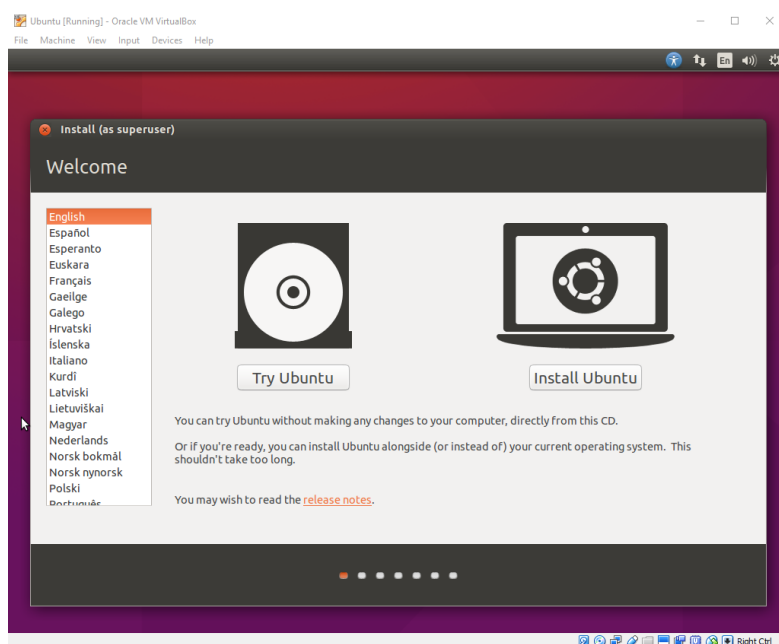 Ubuntu [Running] - Oracle VM VirtualBox
File Machine View Input Devices Help
En
Install (as superuser)
Welcome
English
Español
Esperanto
Euskara
Français
Gaeilge
Galego
Hrvatski
Íslenska
Italiano
Kurdî
Latviski
Lietuviškai
Magyar
Nederlands
Norsk bokmål
Norsk nynorsk
Polski
Português
Try Ubuntu
Install Ubuntu
You can try Ubuntu without making any changes to your computer, directly from this CD.
Or if you're ready, you can install Ubuntu alongside (or instead of) your current operating system. This
shouldn't take too long.
You may wish to read the release notes.
Right Ctrl